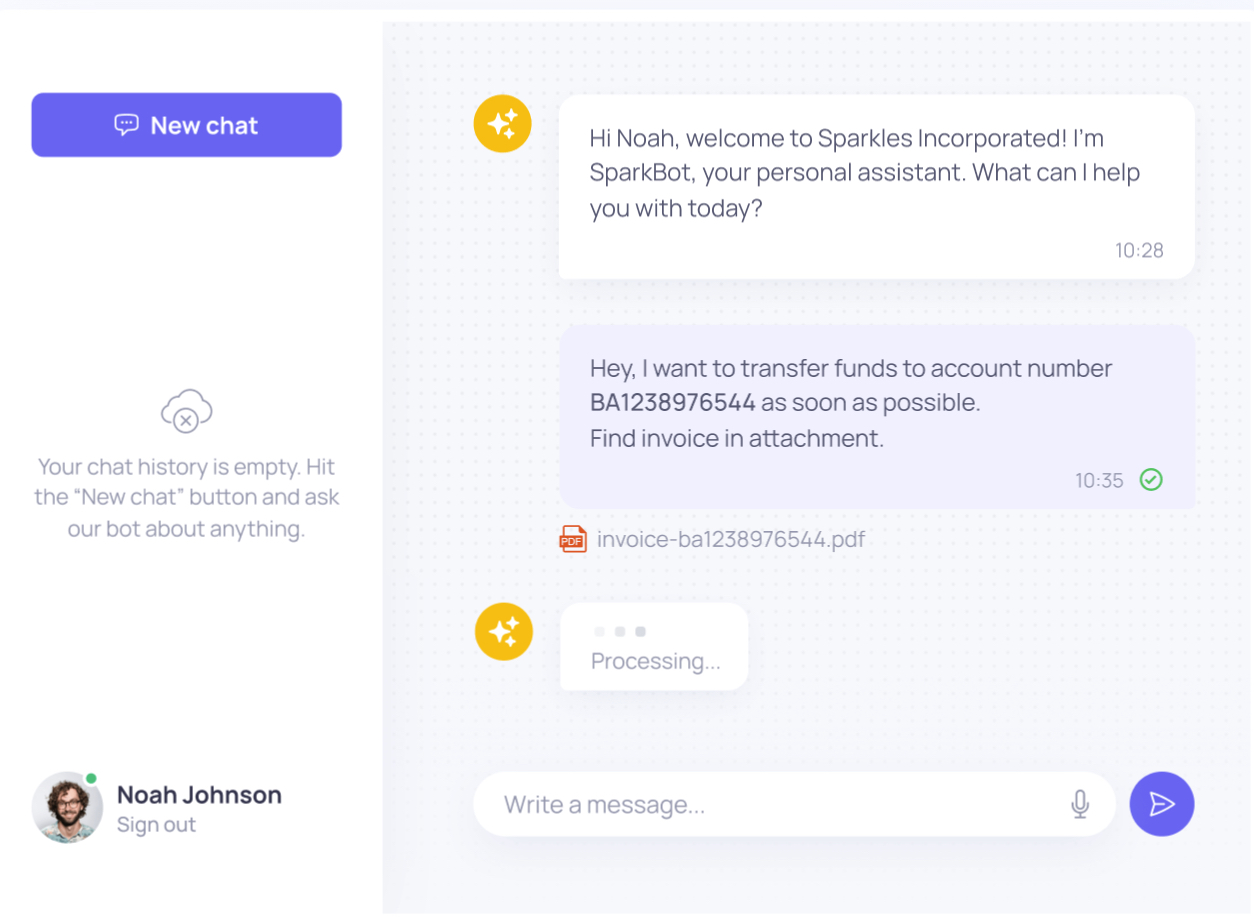 New chat
Hi Noah, welcome to Sparkles Incorporated! I'm
SparkBot, your personal assistant. What can I help
you with today?
10:28
Hey, I want to transfer funds to account number
BA1238976544 as soon as possible.
Find invoice in attachment.
10:35
PDF invoice-ba1238976544.pdf
Your chat history is empty. Hit
the “New chat” button and ask
our bot about anything.
Processing...
Noah Johnson
Sign out
Write a message...